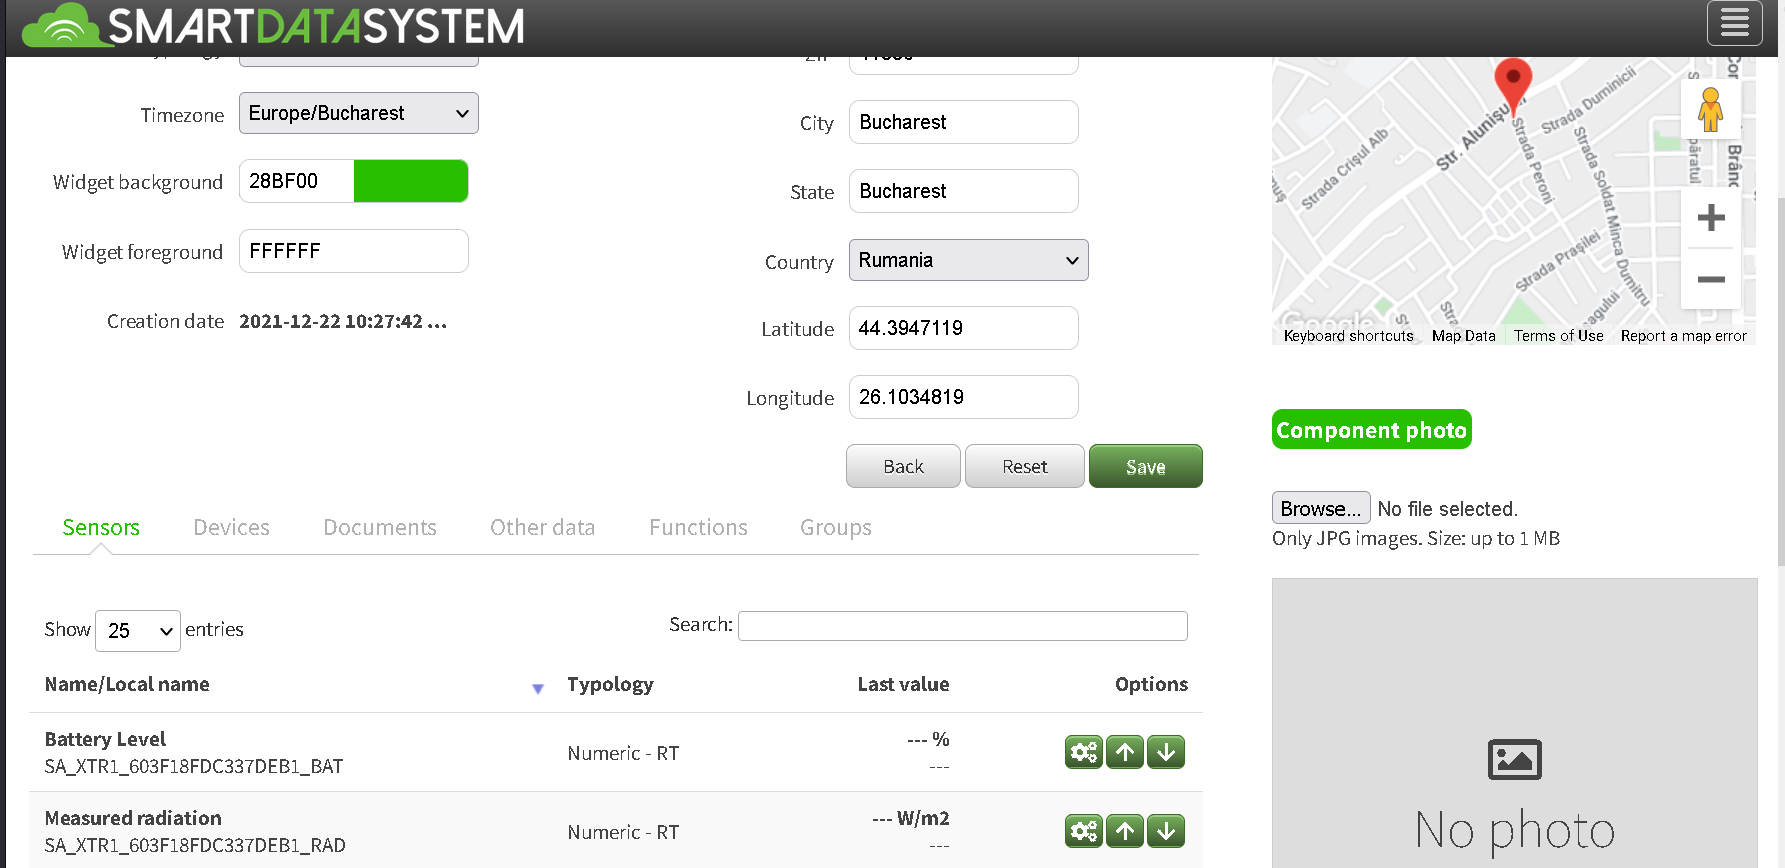 SMARTDATASYSTEM
Timezone
Europe/Bucharest
Widget background
28BF00
Widget foreground
FFFFFF
Creation date
2021-12-22 10:27:42 ...
City
Bucharest
State
Bucharest
Country
Rumania
Latitude
44.3947119
Longitude
26.1034819
Back
Reset
Save
Strada Crișul Alb
Str. Alunișu
Strada Duminicii
Strada Peroni
Strada Soldat Minca Dumitru
Strada Prașilei
Google
Keyboard shortcuts
Map Data
Terms of Use
Report a map error
Component photo
Browse...
No file selected.
Only JPG images. Size: up to 1 MB
No photo
Sensors
Devices
Documents
Other data
Functions
Groups
Show 25 entries
Search:
Name/Local name
Typology
Last value
Options
Battery Level
SA_XTR1_603F18FDC337DEB1_BAT
Numeric - RT
--- %
---
Measured radiation
SA_XTR1_603F18FDC337DEB1_RAD
Numeric - RT
--- W/m2
---